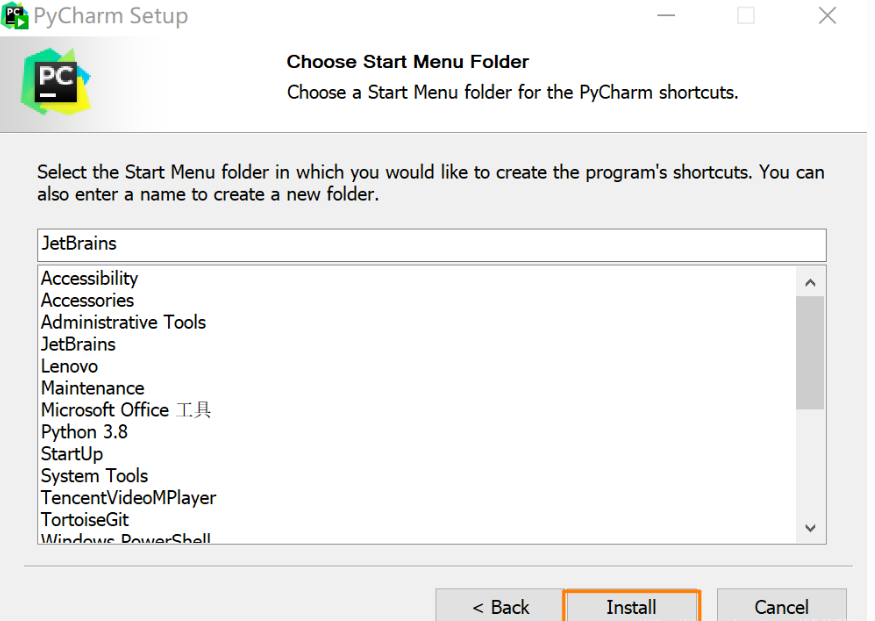 PyCharm Setup
PC
Choose Start Menu Folder
Choose a Start Menu folder for the PyCharm shortcuts.
Select the Start Menu folder in which you would like to create the program's shortcuts. You can
also enter a name to create a new folder.
JetBrains
Accessibility
Accessories
Administrative Tools
JetBrains
Lenovo
Maintenance
Microsoft Office 工具
Python 3.8
StartUp
System Tools
TencentVideoMPlayer
TortoiseGit
Windows PowerShell
< Back
Install
Cancel